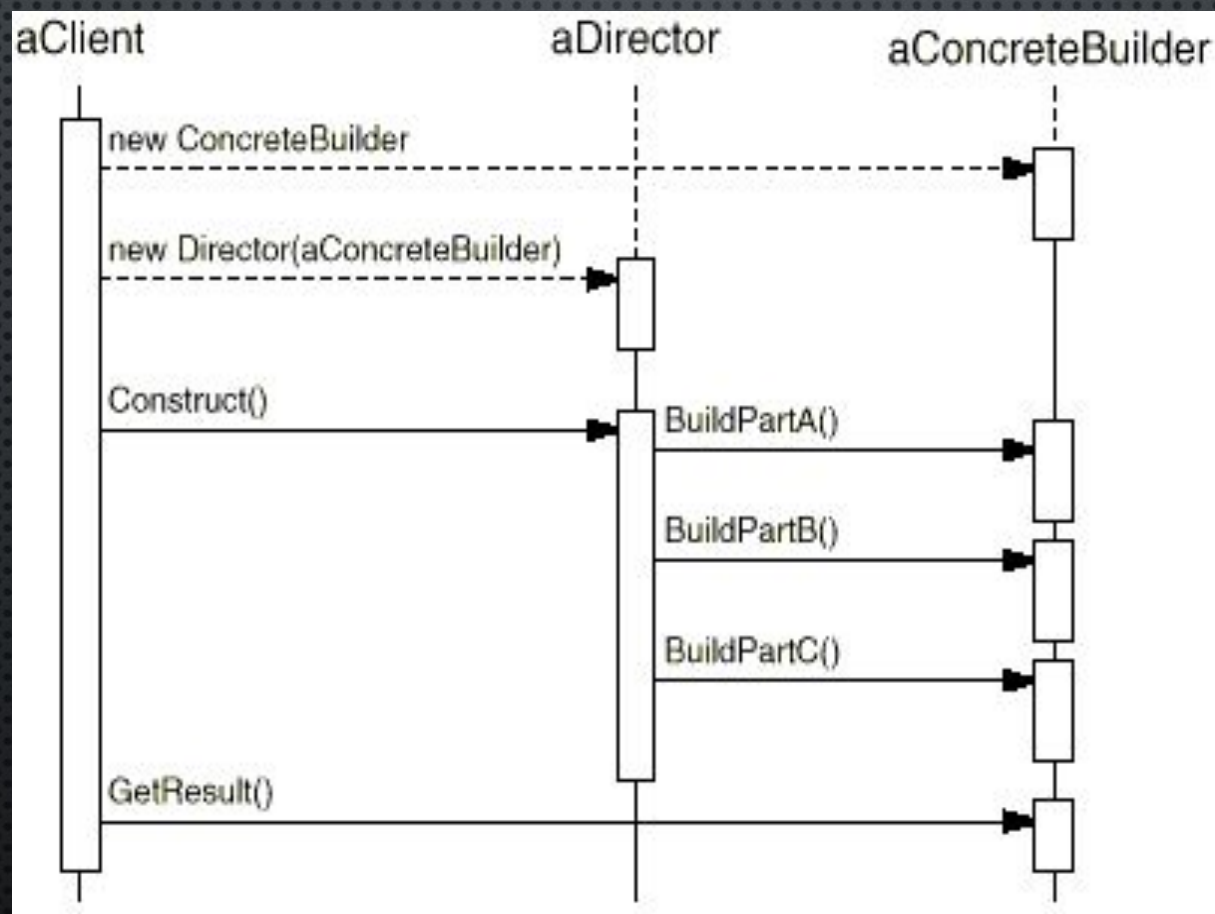 aClient
aDirector
aConcreteBuilder
new ConcreteBuilder
new Director(aConcreteBuilder)
Construct()
BuildPartA()
BuildPartB()
BuildPartC()
GetResult()